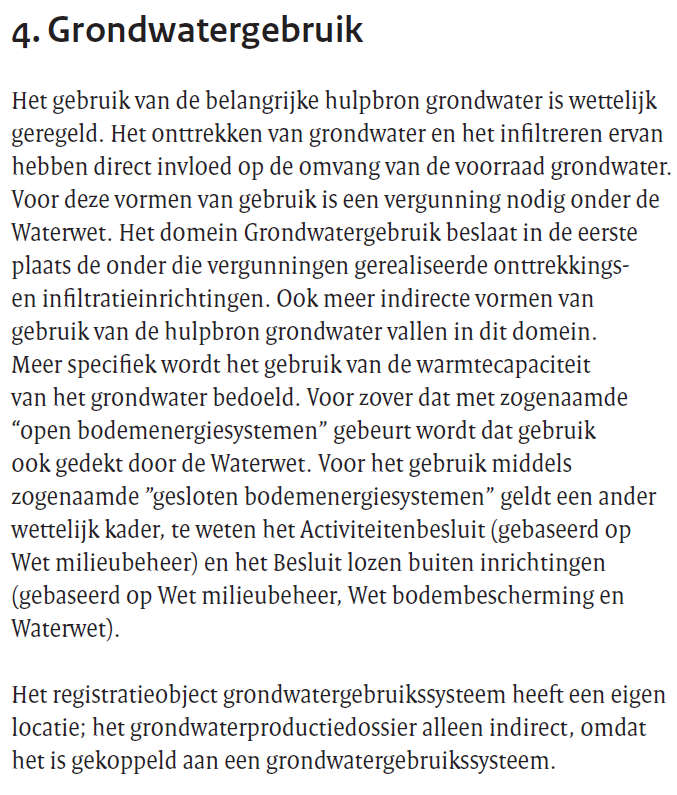 4. Grondwatergebruik
Het gebruik van de belangrijke hulpbron grondwater is wettelijk
geregeld. Het onttrekken van grondwater en het infiltreren ervan
hebben direct invloed op de omvang van de voorraad grondwater.
Voor deze vormen van gebruik is een vergunning nodig onder de
Waterwet. Het domein Grondwatergebruik beslaat in de eerste
plaats de onder die vergunningen gerealiseerde onttrekkings-
en infiltratieinrichtingen. Ook meer indirecte vormen van
gebruik van de hulpbron grondwater vallen in dit domein.
Meer specifiek wordt het gebruik van de warmtecapaciteit
van het grondwater bedoeld. Voor zover dat met zogenaamde
“open bodemenergiesystemen” gebeurt wordt dat gebruik
ook gedekt door de Waterwet. Voor het gebruik middels
zogenaamde ”gesloten bodemenergiesystemen” geldt een ander
wettelijk kader, te weten het Activiteitenbesluit (gebaseerd op
Wet milieubeheer) en het Besluit lozen buiten inrichtingen
(gebaseerd op Wet milieubeheer, Wet bodembescherming en
Waterwet).
Het registratieobject grondwatergebruikssysteem heeft een eigen
locatie; het grondwaterproductiedossier alleen indirect, omdat
het is gekoppeld aan een grondwatergebruikssysteem.